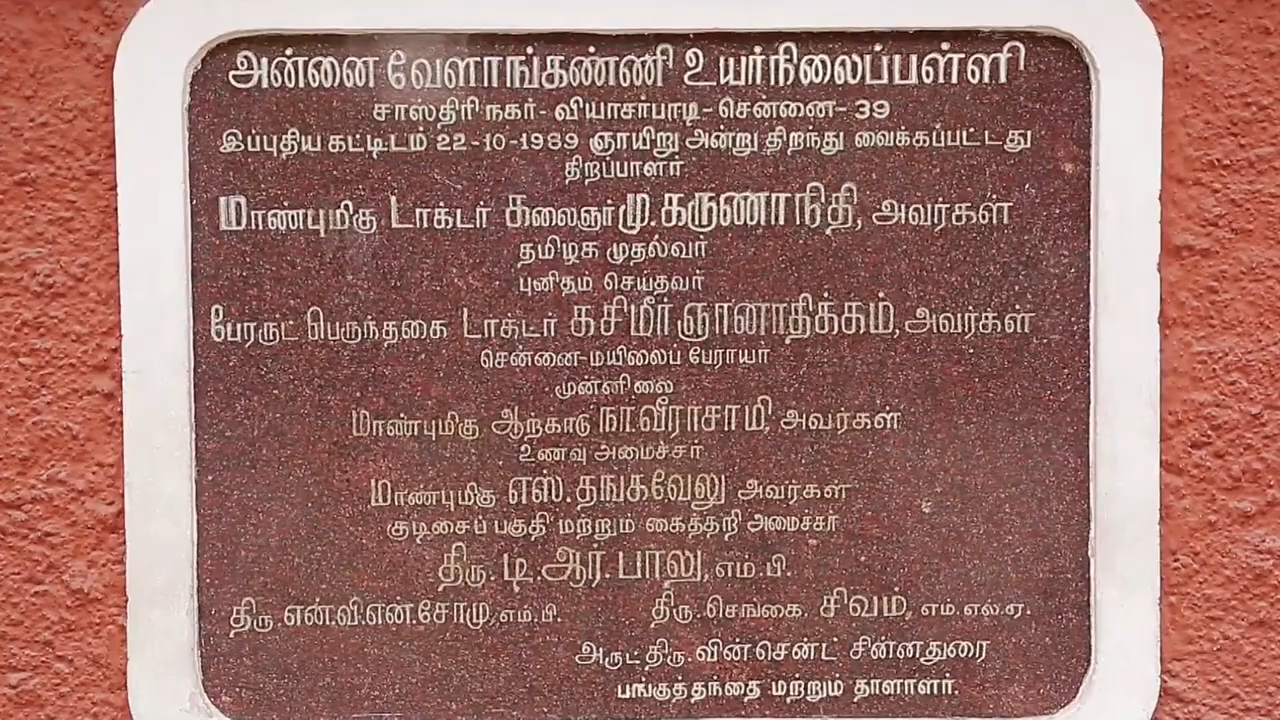 அன்னை வேளாங்கண்ணி உயர்நிலைப்பள்ளி
சாஸ்திரி நகர்- வியாசர்பாடி- சென்னை- 39
இப்புதிய கட்டிடம் 22-10-1989 ஞாயிறு அன்று திறந்து வைக்கப்பட்டது
திறப்பாளர்
மாண்புமிகு டாக்டர் கலைஞர் மு. கருணாநிதி, அவர்கள்
தமிழக முதல்வர்
புனிதம் செய்தவர்
பேரருட் பெருந்தகை டாக்டர் கசிமீர் ஞானாதிக்கம், அவர்கள்
சென்னை-மயிலைப் பேராயர்
முன்னிலை
மாண்புமிகு ஆற்காடு நா.வீராசாமி, அவர்கள்
உணவு அமைச்சர்
மாண்புமிகு எஸ். தங்கவேலு அவர்கள்
குடிசைப் பகுதி மற்றும் கைத்தறி அமைச்சர்
திரு. டி.ஆர். பாலு, எம்.பி.
திரு. என்.வி.என்.சோமு, எம்.பி. திரு. செங்கை. சிவம், எம்.எல்.ஏ.
அருட்திரு. வின்சென்ட் சின்னதுரை
பங்குத்தந்தை மற்றும் தாளாளர்.